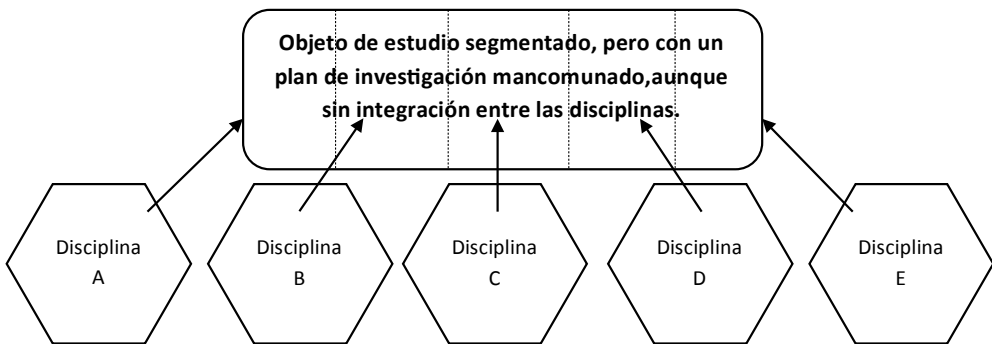 Objeto de estudio segmentado, pero con un
plan de investigación mancomunado,aunque
sin integración entre las disciplinas.
Disciplina
A
Disciplina
B
Disciplina
C
Disciplina
D
Disciplina
E